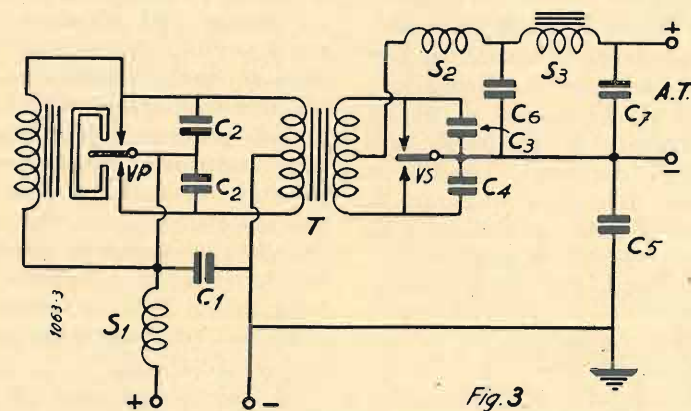 S2
S3
+
A.T.
C6
C7
C2
C3
VP
VS
-
C2
C4
T
C5
C1
1063-3
S1
+
-
Fig. 3